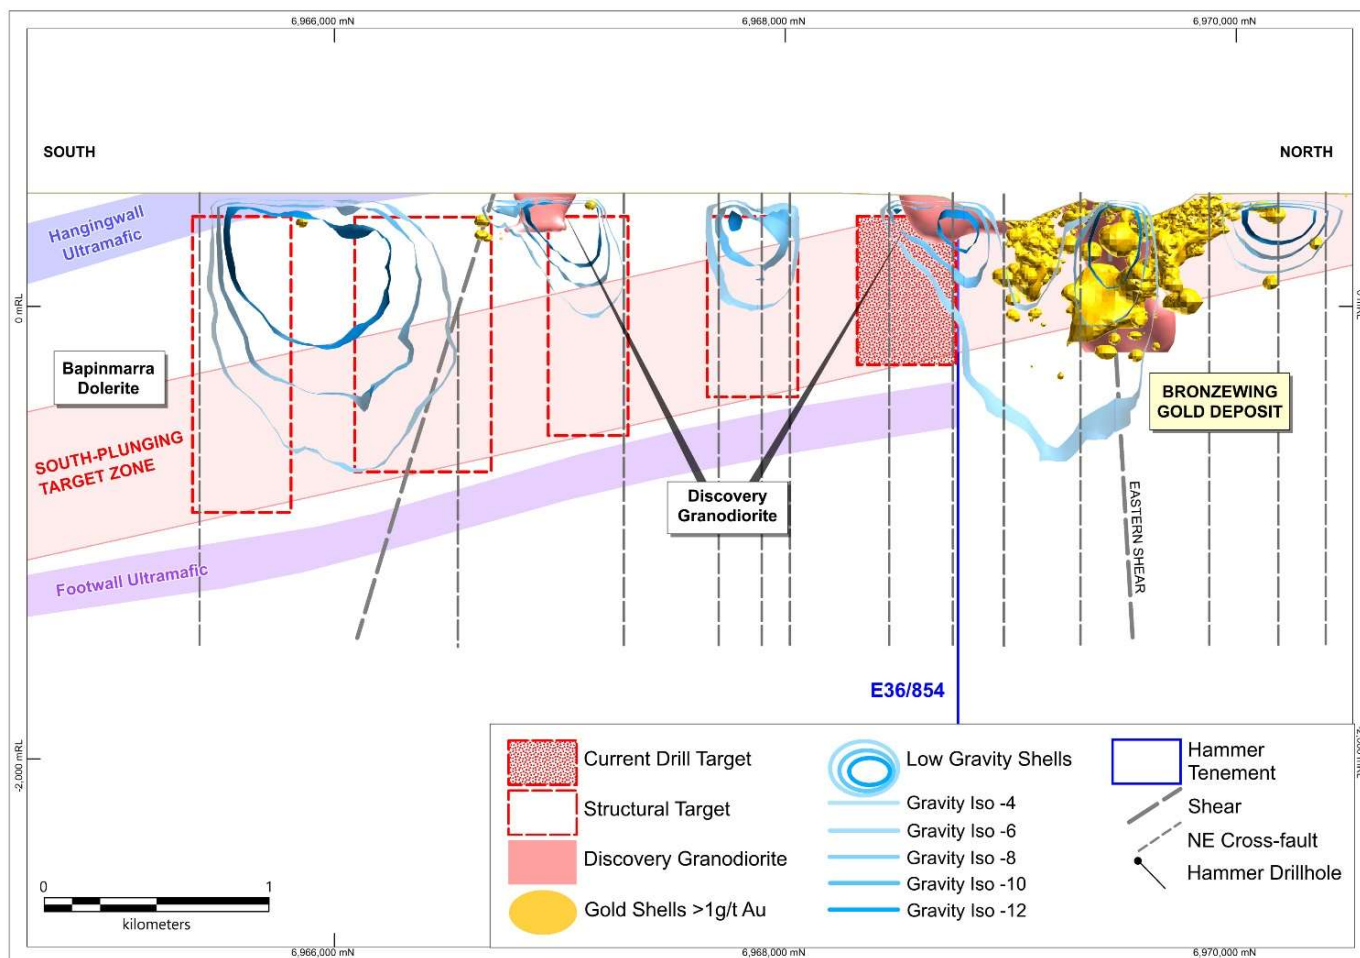 6,966,000 mN
6,968,000 mN
6,970,000 mN
SOUTH
NORTH
Hangingwall
Ultramafic
0 mRL
Bapinmarra
Dolerite
SOUTH-PLUNGING
TARGET ZONE
BRONZEWING
GOLD DEPOSIT
Discovery
Granodiorite
EASTERN SHEAR
Footwall Ultramafic
E36/854
-2,000 mRL
Current Drill Target
Structural Target
Discovery Granodiorite
Gold Shells >1g/t Au
Low Gravity Shells
Gravity Iso -4
Gravity Iso -6
Gravity Iso -8
Gravity Iso -10
Gravity Iso -12
Hammer
Tenement
Shear
NE Cross-fault
Hammer Drillhole
0
1
kilometers
6,966,000 mN
6,968,000 mN
6,970,000 mN